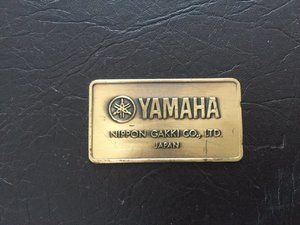 YAMAHA
NIPPON GAKKI CO., LTD.
JAPAN